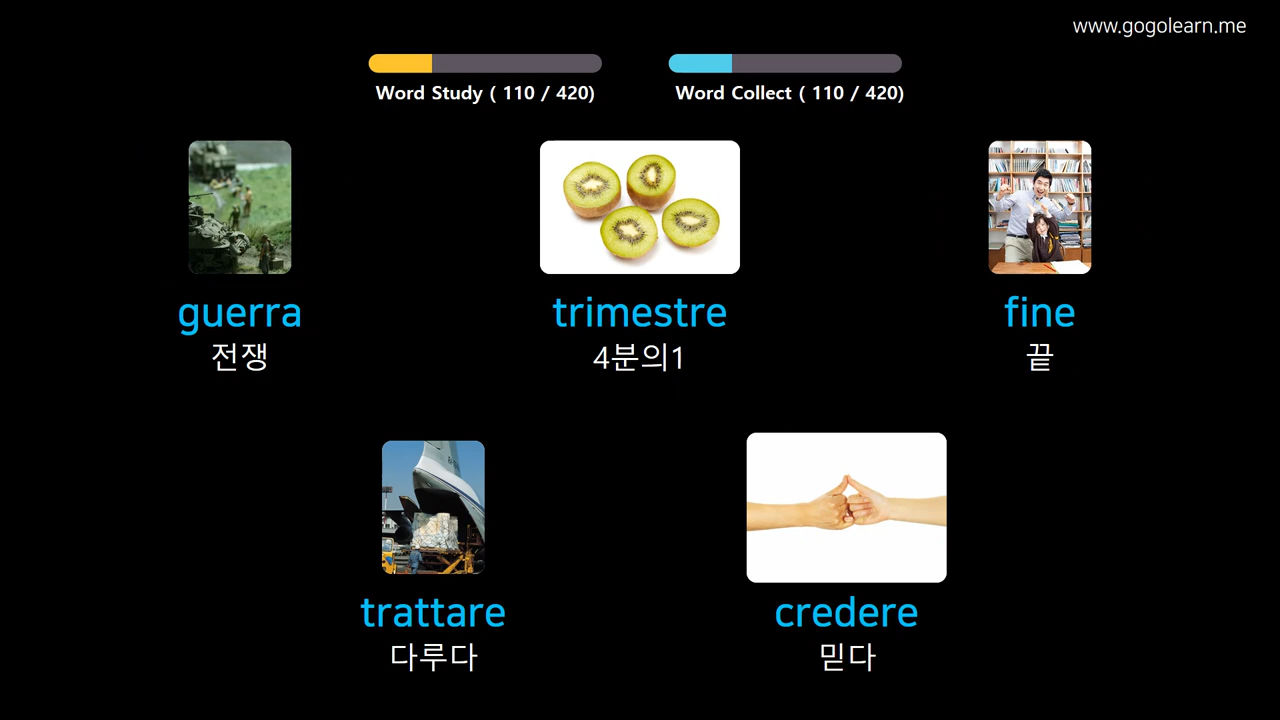 www.gogolearn.me
Word Study ( 110 / 420)
Word Collect ( 110 / 420)
guerra
전쟁
trimestre
4분의1
fine
끝
trattare
다루다
credere
믿다